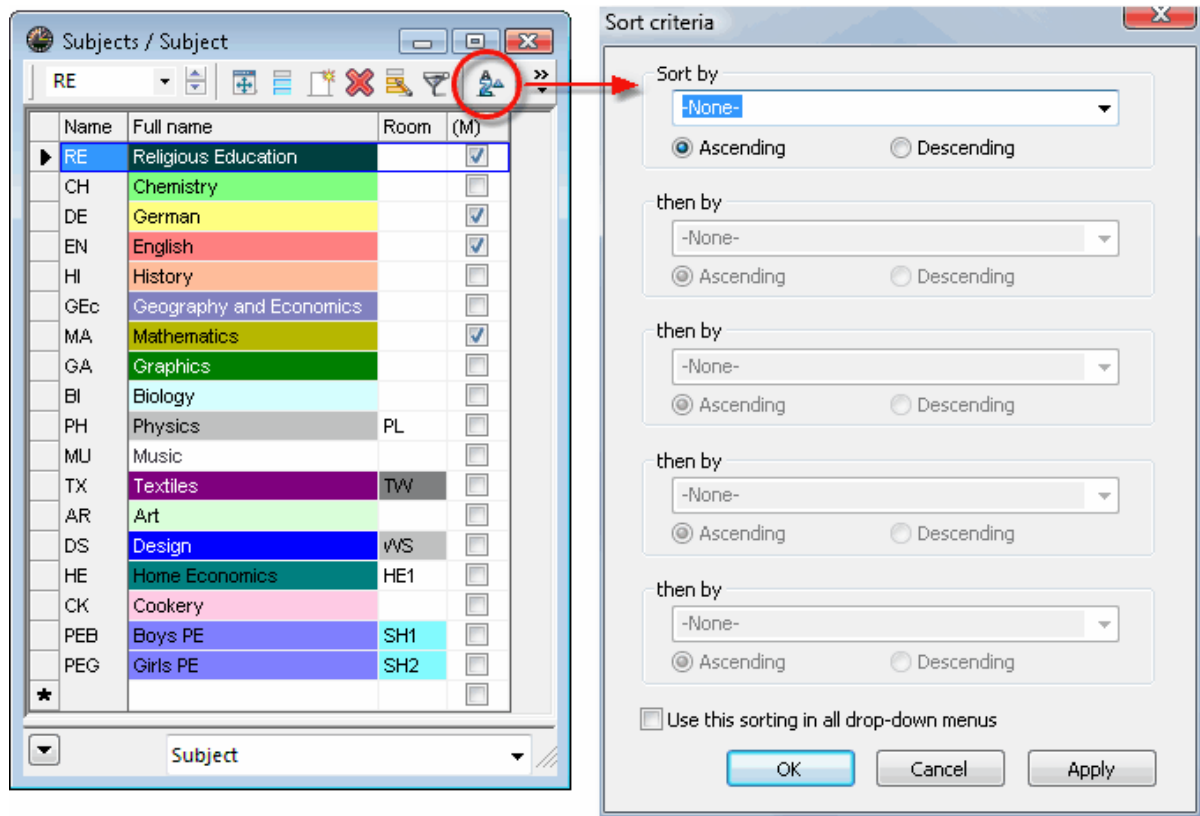 Subjects / Subject
RE
Name Full name Room (M)
RE Religious Education
CH Chemistry
DE German
EN English
HI History
GEc Geography and Economics
MA Mathematics
GA Graphics
BI Biology
PH Physics PL
MU Music
TX Textiles TW
AR Art
DS Design WS
HE Home Economics HE1
CK Cookery
PEB Boys PE SH1
PEG Girls PE SH2
Subject
Sort criteria
Sort by
-None-
Ascending Descending
then by
-None-
Ascending Descending
then by
-None-
Ascending Descending
then by
-None-
Ascending Descending
then by
-None-
Ascending Descending
Use this sorting in all drop-down menus
OK Cancel Apply